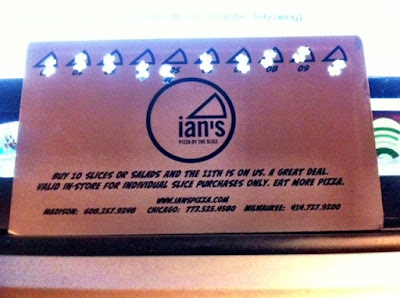 05 08 09
ian's
PIZZA BY THE SLICE
BUY 10 SLICES OR SALADS AND THE 11TH IS ON US. A GREAT DEAL.
VALID IN-STORE FOR INDIVIDUAL SLICE PURCHASES ONLY. EAT MORE PIZZA.
WWW.IANSPIZZA.COM
MADISON: 608.257.9248 CHICAGO: 773.525.4580 MILWAUKEE: 414.727.9200